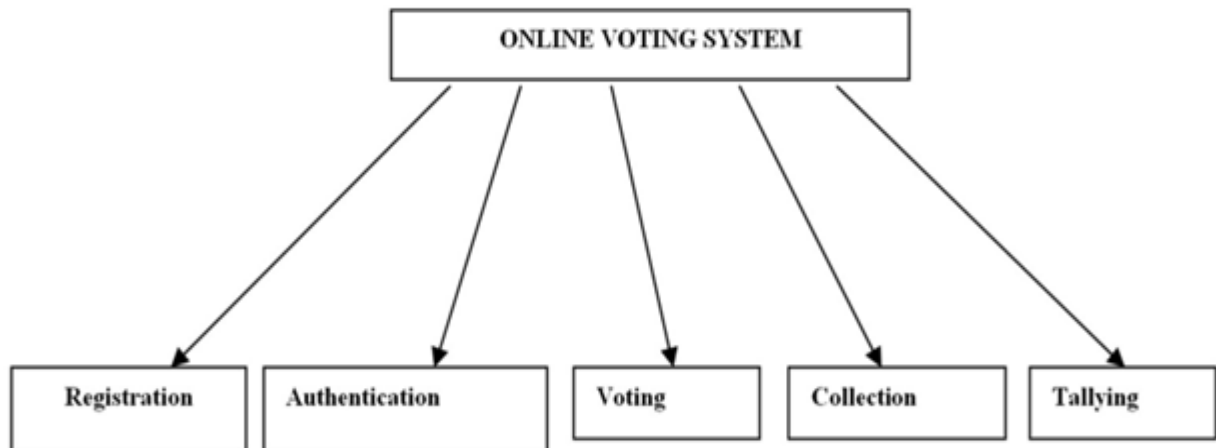 ONLINE VOTING SYSTEM
Registration
Authentication
Voting
Collection
Tallying